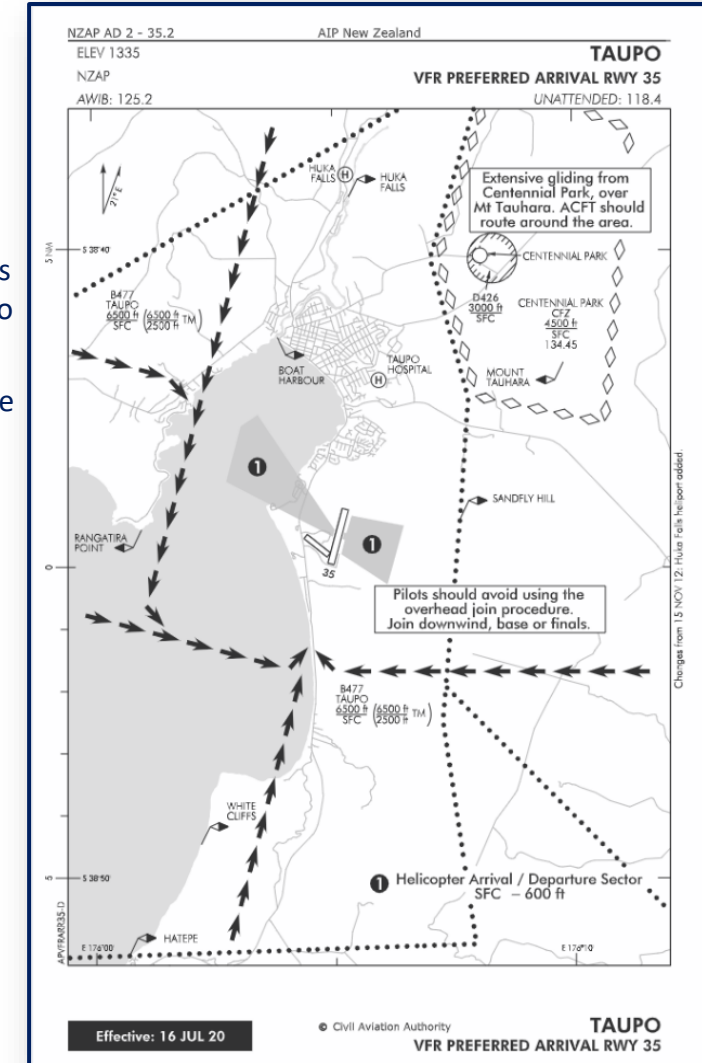 NZAP AD 2 - 35.2
AIP New Zealand
ELEV 1335
TAUPO
NZAP
VFR PREFERRED ARRIVAL RWY 35
AWIB: 125.2
UNATTENDED: 118.4
s
o
e
21° E
HUKA
FALLS
H
HUKA
FALLS
Extensive gliding from
Centennial Park, over
Mt Tauhara. ACFT should
route around the area.
5 NM
S 38°40'
CENTENNIAL PARK
B477
TAUPO
6500 ft
SFC
(6500 ft
2500 ft TM)
D426
3000 ft
SFC
CENTENNIAL PARK
CFZ
4500 ft
SFC
134.45
BOAT
HARBOUR
TAUPO
HOSPITAL
H
MOUNT
TAUHARA
1
SANDFLY HILL
RANGATIRA
POINT
1
0
35
Pilots should avoid using the
overhead join procedure.
Join downwind, base or finals.
Changes from 15 NOV 12: Huka Falls heliport added.
B477
TAUPO
6500 ft
SFC
(6500 ft
2500 ft TM)
WHITE
CLIFFS
5
S 38°50'
1 Helicopter Arrival / Departure Sector
SFC – 600 ft
APVFRARR35-D
HATEPE
E 176°00'
E 176°10'
Effective: 16 JUL 20
© Civil Aviation Authority
TAUPO
VFR PREFERRED ARRIVAL RWY 35